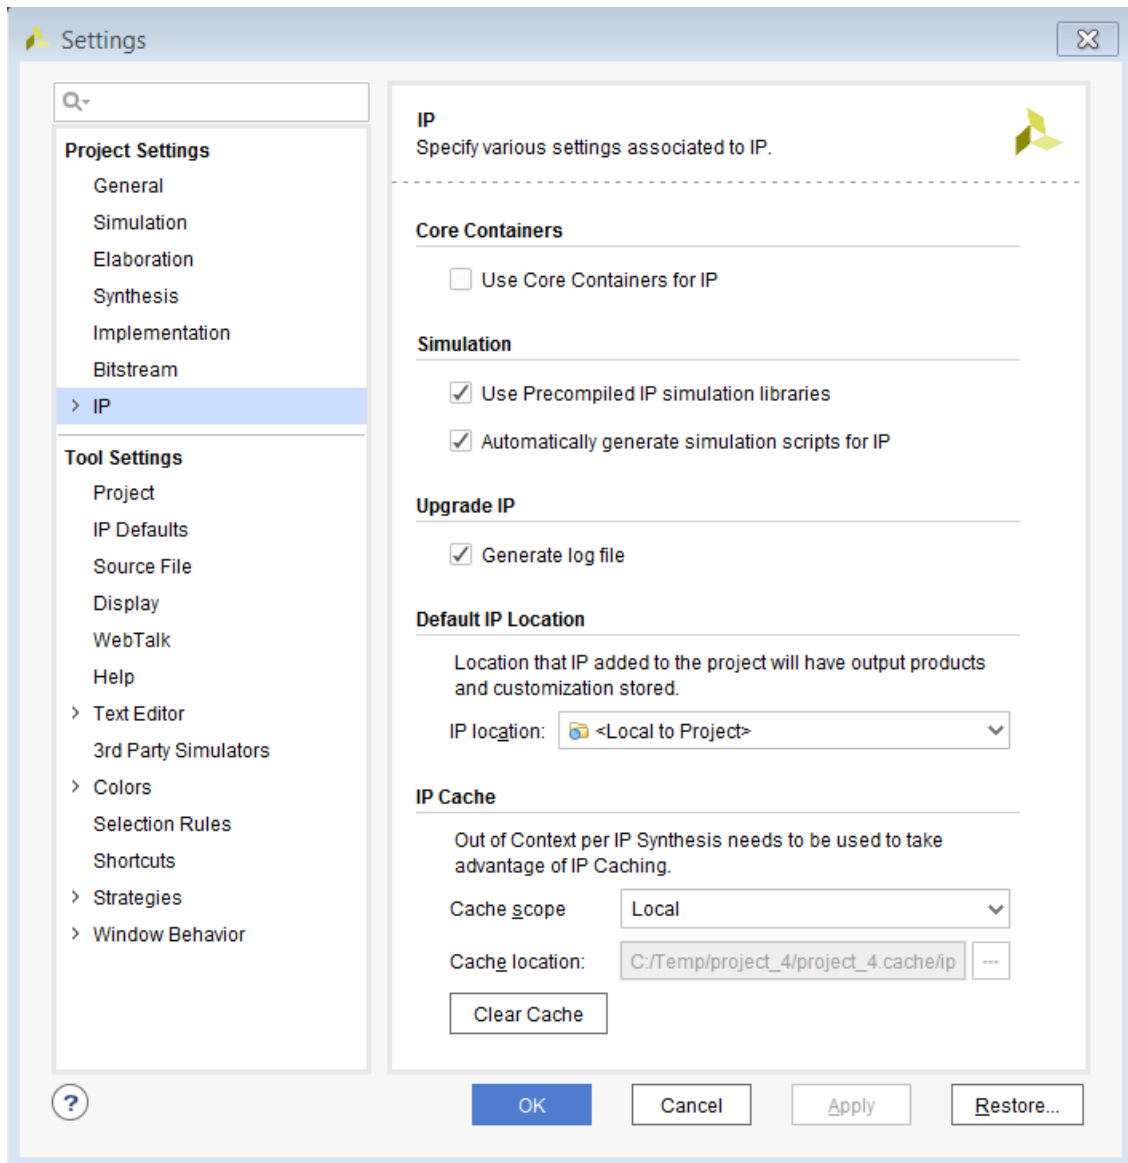 Settings
Project Settings
General
Simulation
Elaboration
Synthesis
Implementation
Bitstream
IP
Tool Settings
Project
IP Defaults
Source File
Display
WebTalk
Help
Text Editor
3rd Party Simulators
Colors
Selection Rules
Shortcuts
Strategies
Window Behavior
IP
Specify various settings associated to IP.
Core Containers
Use Core Containers for IP
Simulation
Use Precompiled IP simulation libraries
Automatically generate simulation scripts for IP
Upgrade IP
Generate log file
Default IP Location
Location that IP added to the project will have output products
and customization stored.
IP location: <Local to Project>
IP Cache
Out of Context per IP Synthesis needs to be used to take
advantage of IP Caching.
Cache scope Local
Cache location: C:/Temp/project_4/project_4.cache/ip ---
Clear Cache
? OK Cancel Apply Restore...